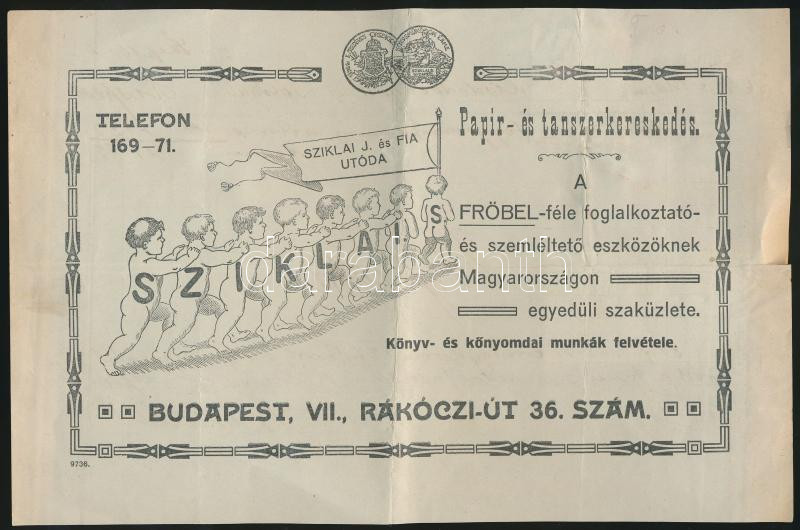 TELEFON
169-71.
SZIKLAI J. és FIA
UTÓDA
S Z I K L A I S
Papir- és tanszerkereskedés.
A
FRÖBEL-féle foglalkoztató-
és szemléltető eszközöknek
Magyarországon
egyedüli szaküzlete.
Könyv- és kőnyomdai munkák felvétele.
BUDAPEST, VII., RÁKÓCZI-ÚT 36. SZÁM.
9736.
darabanth